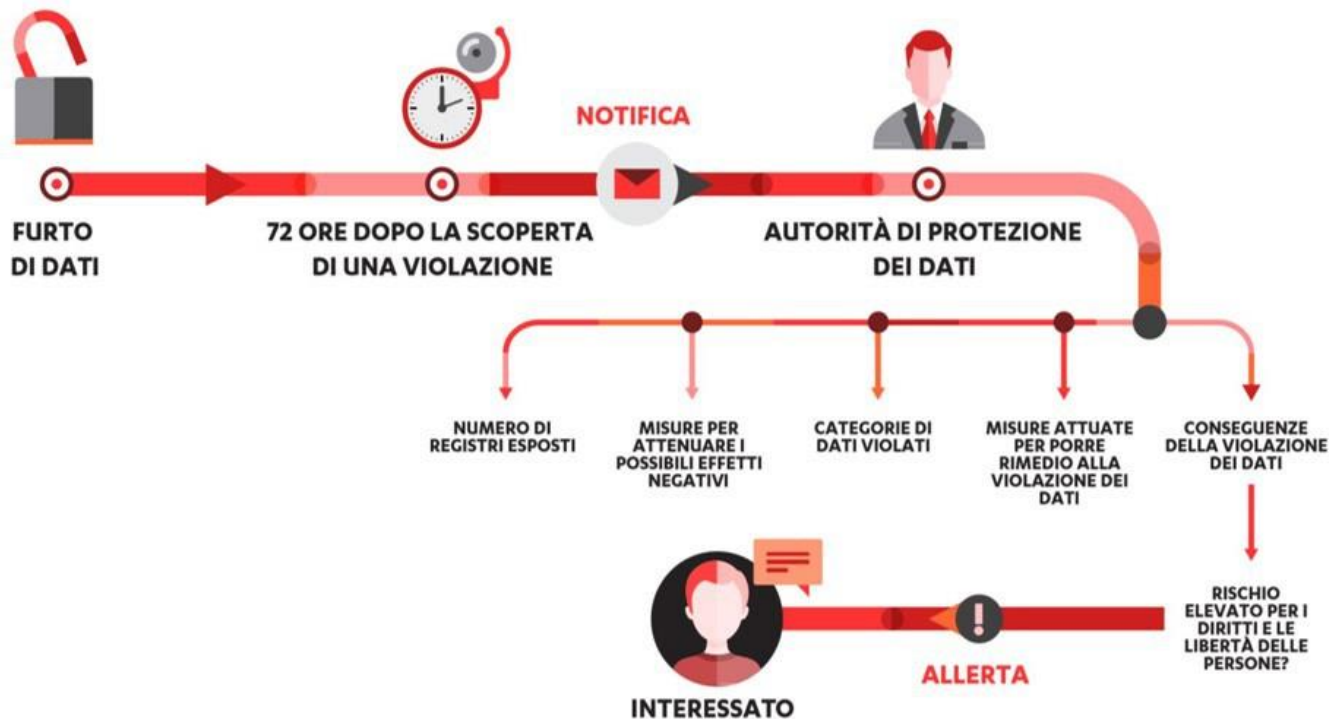 NOTIFICA
FURTO
DI DATI
72 ORE DOPO LA SCOPERTA
DI UNA VIOLAZIONE
AUTORITÀ DI PROTEZIONE
DEI DATI
NUMERO DI
REGISTRI ESPOSTI
MISURE PER
ATTENUARE I
POSSIBILI EFFETTI
NEGATIVI
CATEGORIE DI
DATI VIOLATI
MISURE ATTUATE
PER PORRE
RIMEDIO ALLA
VIOLAZIONE DEI
DATI
CONSEGUENZE
DELLA VIOLAZIONE
DEI DATI
RISCHIO
ELEVATO PER I
DIRITTI E LE
LIBERTÀ DELLE
PERSONE?
ALLERTA
INTERESSATO